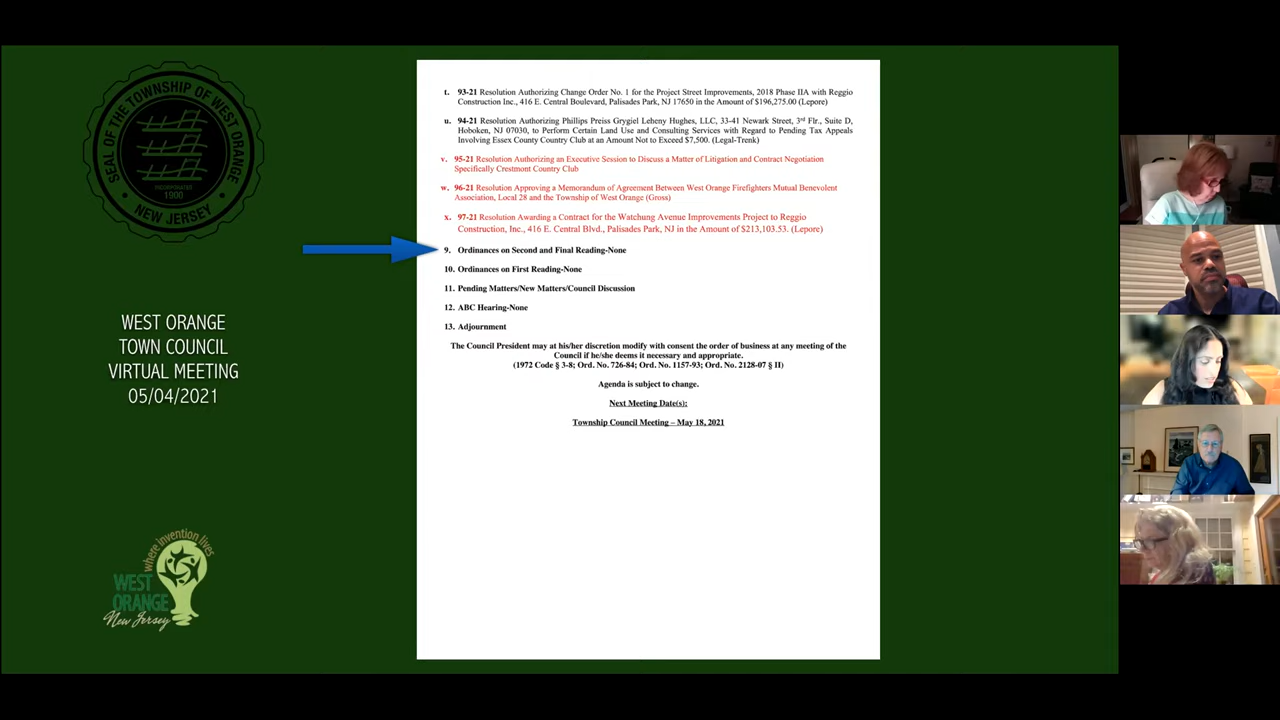 SEAL OF THE TOWNSHIP OF WEST ORANGE
INCORPORATED
1900
NEW JERSEY
WEST ORANGE
TOWN COUNCIL
VIRTUAL MEETING
05/04/2021
where invention lives
WEST
ORANGE
New Jersey
t. 93-21 Resolution Authorizing Change Order No. 1 for the Project Street Improvements, 2018 Phase IIA with Reggio
Construction Inc., 416 E. Central Boulevard, Palisades Park, NJ 17650 in the Amount of $196,275.00 (Lepore)
u. 94-21 Resolution Authorizing Phillips Preiss Grygiel Leheny Hughes, LLC, 33-41 Newark Street, 3rd Flr., Suite D,
Hoboken, NJ 07030, to Perform Certain Land Use and Consulting Services with Regard to Pending Tax Appeals
Involving Essex County Country Club at an Amount Not to Exceed $7,500. (Legal-Trenk)
v. 95-21 Resolution Authorizing an Executive Session to Discuss a Matter of Litigation and Contract Negotiation
Specifically Crestmont Country Club
w. 96-21 Resolution Approving a Memorandum of Agreement Between West Orange Firefighters Mutual Benevolent
Association, Local 28 and the Township of West Orange (Gross)
x. 97-21 Resolution Awarding a Contract for the Watchung Avenue Improvements Project to Reggio
Construction, Inc., 416 E. Central Blvd., Palisades Park, NJ in the Amount of $213,103.53. (Lepore)
9. Ordinances on Second and Final Reading-None
10. Ordinances on First Reading-None
11. Pending Matters/New Matters/Council Discussion
12. ABC Hearing-None
13. Adjournment
The Council President may at his/her discretion modify with consent the order of business at any meeting of the
Council if he/she deems it necessary and appropriate.
(1972 Code § 3-8; Ord. No. 726-84; Ord. No. 1157-93; Ord. No. 2128-07 § II)
Agenda is subject to change.
Next Meeting Date(s):
Township Council Meeting – May 18, 2021